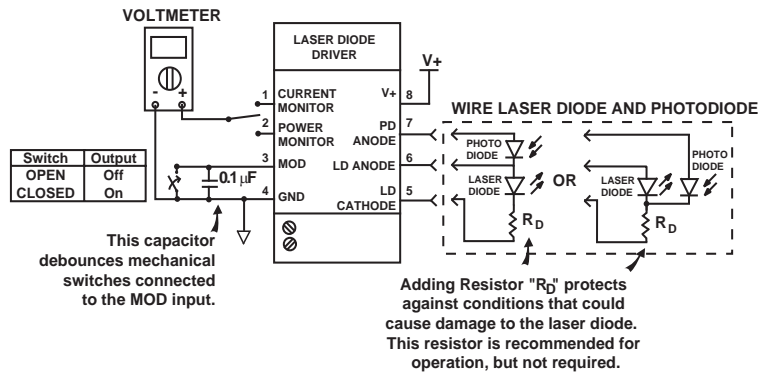 VOLTMETER
LASER DIODE
DRIVER
V+
- +
1 CURRENT
MONITOR
2 POWER
MONITOR
3 MOD
4 GND
V+ 8
PD 7
ANODE
LD ANODE 6
LD 5
CATHODE
0.1 µF
Switch Output
OPEN Off
CLOSED On
This capacitor
debounces mechanical
switches connected
to the MOD input.
WIRE LASER DIODE AND PHOTODIODE
PHOTO
DIODE
LASER
DIODE
RD
OR
PHOTO
DIODE
LASER
DIODE
RD
Adding Resistor "RD" protects
against conditions that could
cause damage to the laser diode.
This resistor is recommended for
operation, but not required.